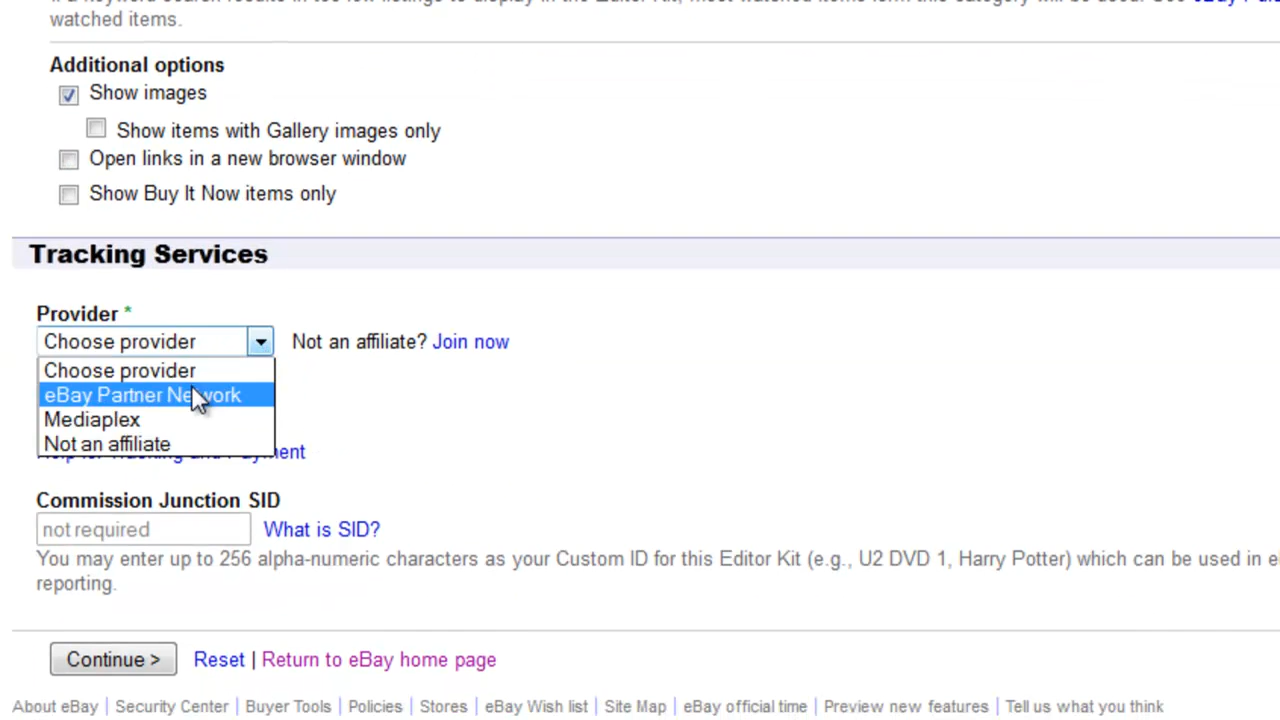 watched items.
Additional options
Show images
Show items with Gallery images only
Open links in a new browser window
Show Buy It Now items only
Tracking Services
Provider *
Choose provider Not an affiliate? Join now
Choose provider
eBay Partner Network
Mediaplex
Not an affiliate
Help for Tracking and Payment
Commission Junction SID
not required What is SID?
You may enter up to 256 alpha-numeric characters as your Custom ID for this Editor Kit (e.g., U2 DVD 1, Harry Potter) which can be used in
reporting.
Continue > Reset | Return to eBay home page
About eBay | Security Center | Buyer Tools | Policies | Stores | eBay Wish list | Site Map | eBay official time | Preview new features | Tell us what you think